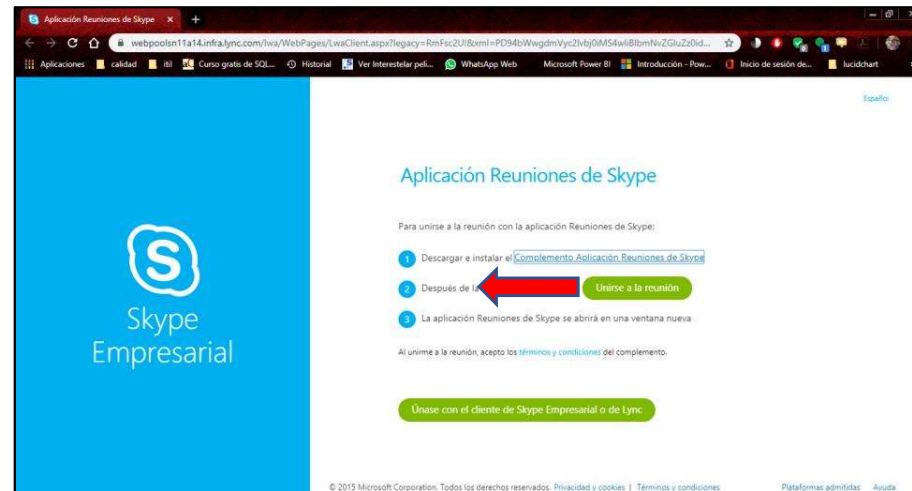 Aplicación Reuniones de Skype
webpoolsn11a14.infra.lync.com/lwa/WebPages/LwaClient.aspx?legacy=RmFsc2U!&xml=PD94bWwgdmVyc2lvbj0iMS4wIiBlbmNvZGluZz0id...
Aplicaciones calidad itil Curso gratis de SQL... Historial Ver Interestelar peli... WhatsApp Web Microsoft Power BI Introducción - Pow... Inicio de sesión de... lucidchart
Español
Aplicación Reuniones de Skype
Para unirse a la reunión con la aplicación Reuniones de Skype:
1 Descargar e instalar el Complemento Aplicación Reuniones de Skype
2 Después de la Unirse a la reunión
3 La aplicación Reuniones de Skype se abrirá en una ventana nueva
Skype
Empresarial
Al unirme a la reunión, acepto los términos y condiciones del complemento.
Únase con el cliente de Skype Empresarial o de Lync
© 2015 Microsoft Corporation. Todos los derechos reservados. Privacidad y cookies | Términos y condiciones Plataformas admitidas Ayuda